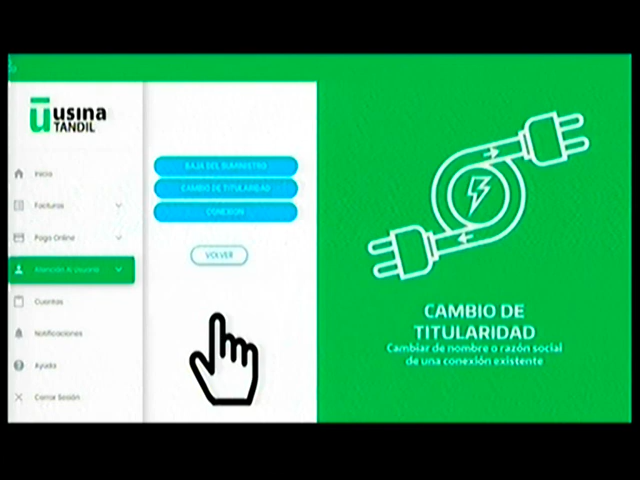 usina
TANDIL
Inicio
Facturas
Pago Online
Atención Al Usuario
Cuentas
Notificaciones
Ayuda
Cerrar Sesión
BAJA DEL SUMINISTRO
CAMBIO DE TITULARIDAD
CONEXION
VOLVER
CAMBIO DE
TITULARIDAD
Cambiar de nombre o razón social
de una conexión existente